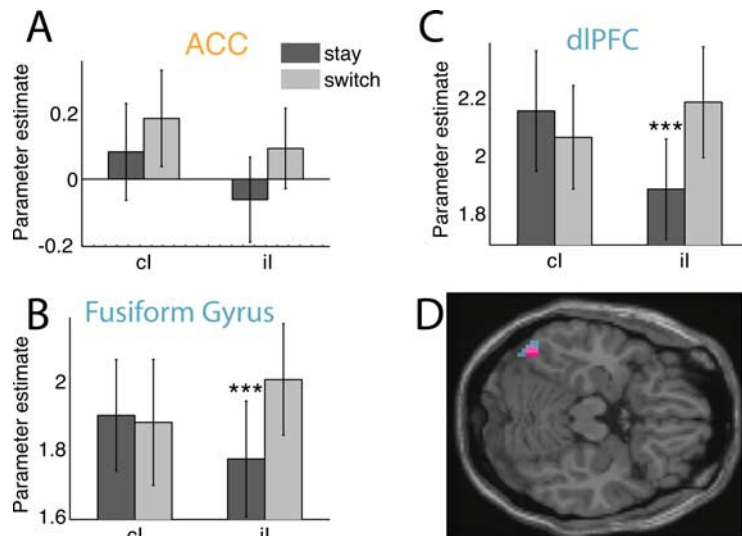 A
ACC
stay
switch
Parameter estimate
0.2
0
-0.2
cl
il
B
Fusiform Gyrus
Parameter estimate
2
1.8
1.6
***
cl
il
C
dlPFC
Parameter estimate
2.2
2
1.8
***
cl
il
D